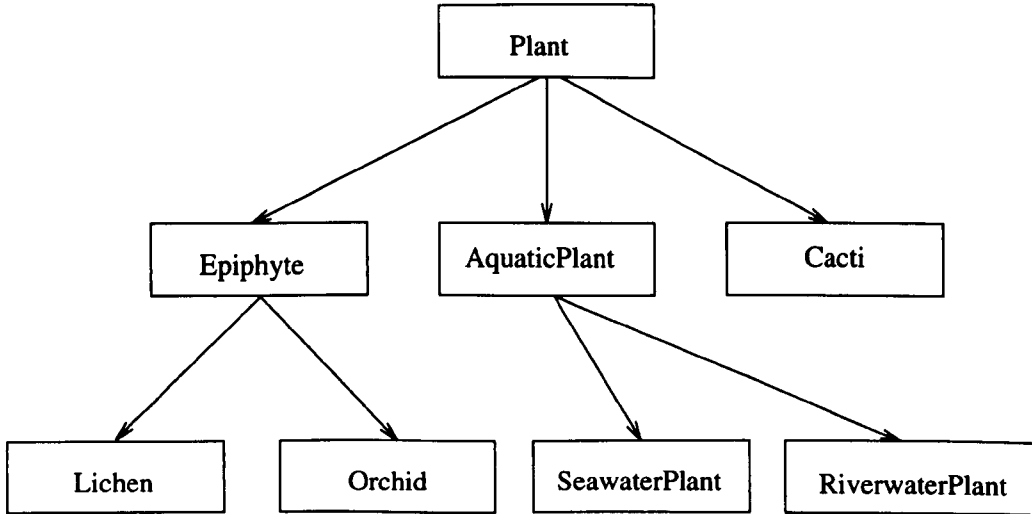 Plant
Epiphyte
AquaticPlant
Cacti
Lichen
Orchid
SeawaterPlant
RiverwaterPlant